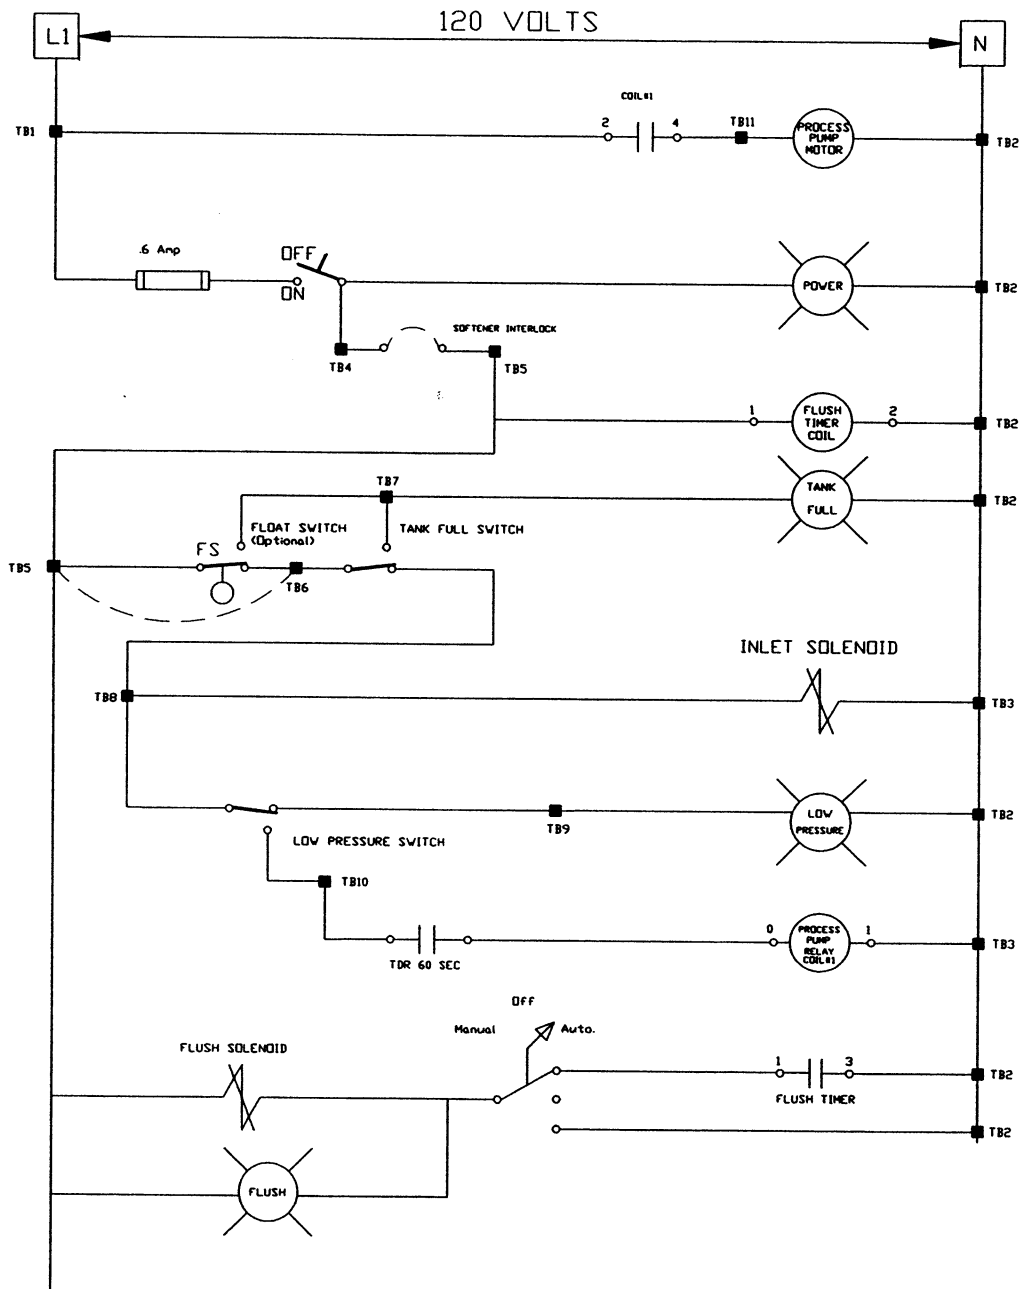 120 VOLTS
L1
N
COIL#1
TB1
2
4
TB11
PROCESS
PUMP
MOTOR
TB2
.6 Amp
OFF
ON
POWER
TB2
SOFTENER INTERLOCK
TB4
TB5
1
FLUSH
TIMER
COIL
2
TB2
TB7
TANK
FULL
TB2
FLOAT SWITCH
(Optional)
TANK FULL SWITCH
FS
TB5
TB6
INLET SOLENOID
TB8
TB3
LOW
PRESSURE
TB2
TB9
LOW PRESSURE SWITCH
TB10
0
PROCESS
PUMP
RELAY
COIL#1
1
TB3
TDR 60 SEC
Off
Manual
Auto.
FLUSH SOLENOID
1
3
TB2
FLUSH TIMER
TB2
FLUSH